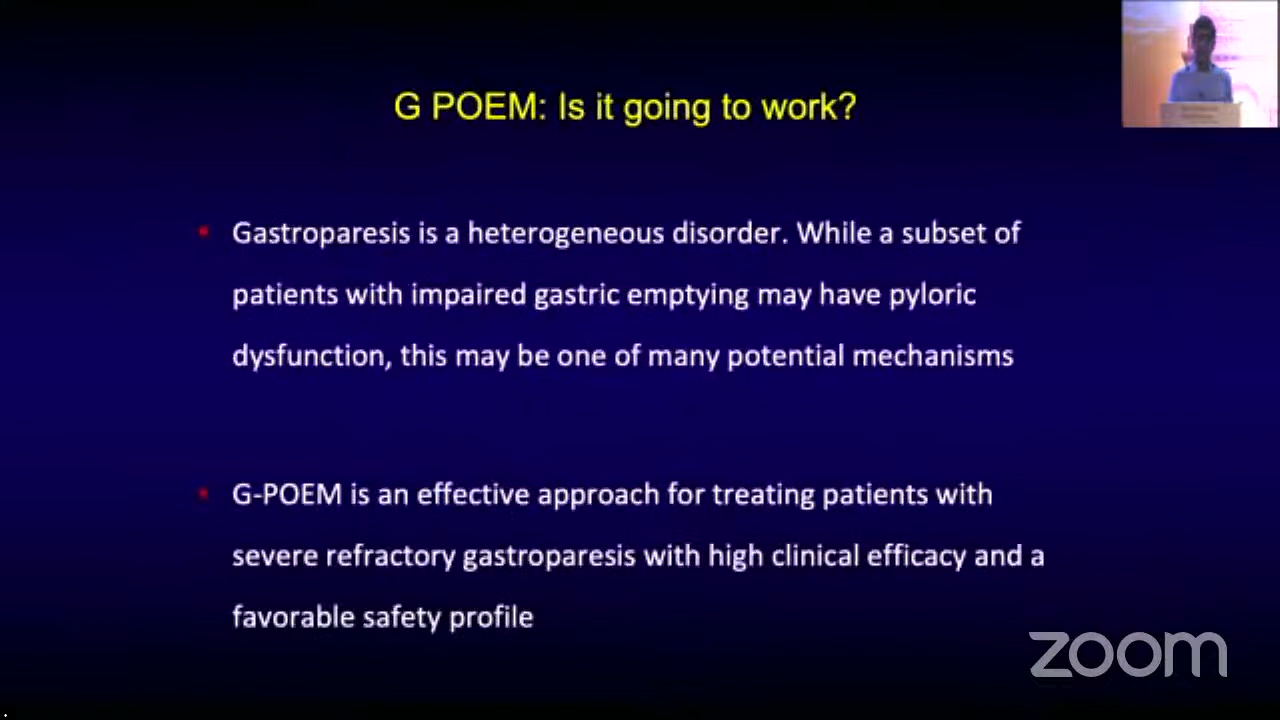 G POEM: Is it going to work?
Gastroparesis is a heterogeneous disorder. While a subset of
patients with impaired gastric emptying may have pyloric
dysfunction, this may be one of many potential mechanisms
G-POEM is an effective approach for treating patients with
severe refractory gastroparesis with high clinical efficacy and a
favorable safety profile
zoom